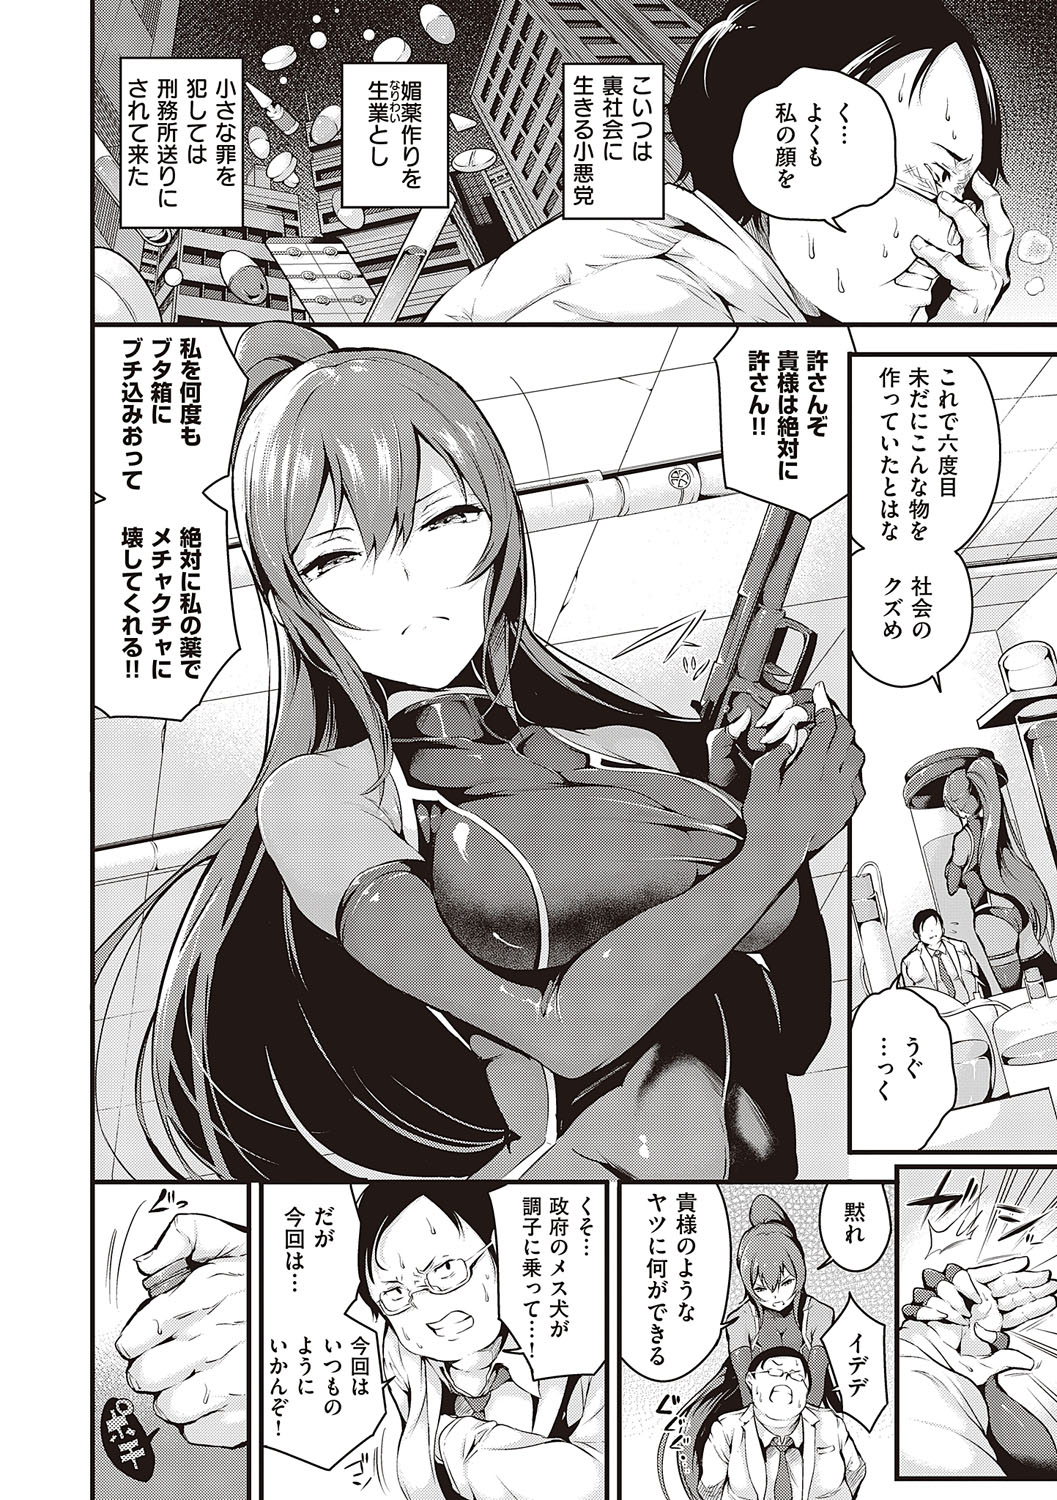 く…
よくも
私の顔を
こいつは
裏社会に
生きる小悪党
媚薬作りを
生業とし
なりわい
小さな罪を
犯しては
刑務所送りに
されて来た
これで六度目
未だにこんな物を
作っていたとはな
社会の
クズめ
うぐ
…っく
許さんぞ
貴様は絶対に
許さん!!
私を何度も
ブタ箱に
ブチ込みおって
絶対に私の薬で
メチャクチャに
壊してくれる!!
黙れ
イデデ
貴様のような
ヤツに何ができる
くそ…
政府のメス犬が
調子に乗って…!
だが
今回は…
今回は
いつもの
ように
いかんぞ!
ポチ